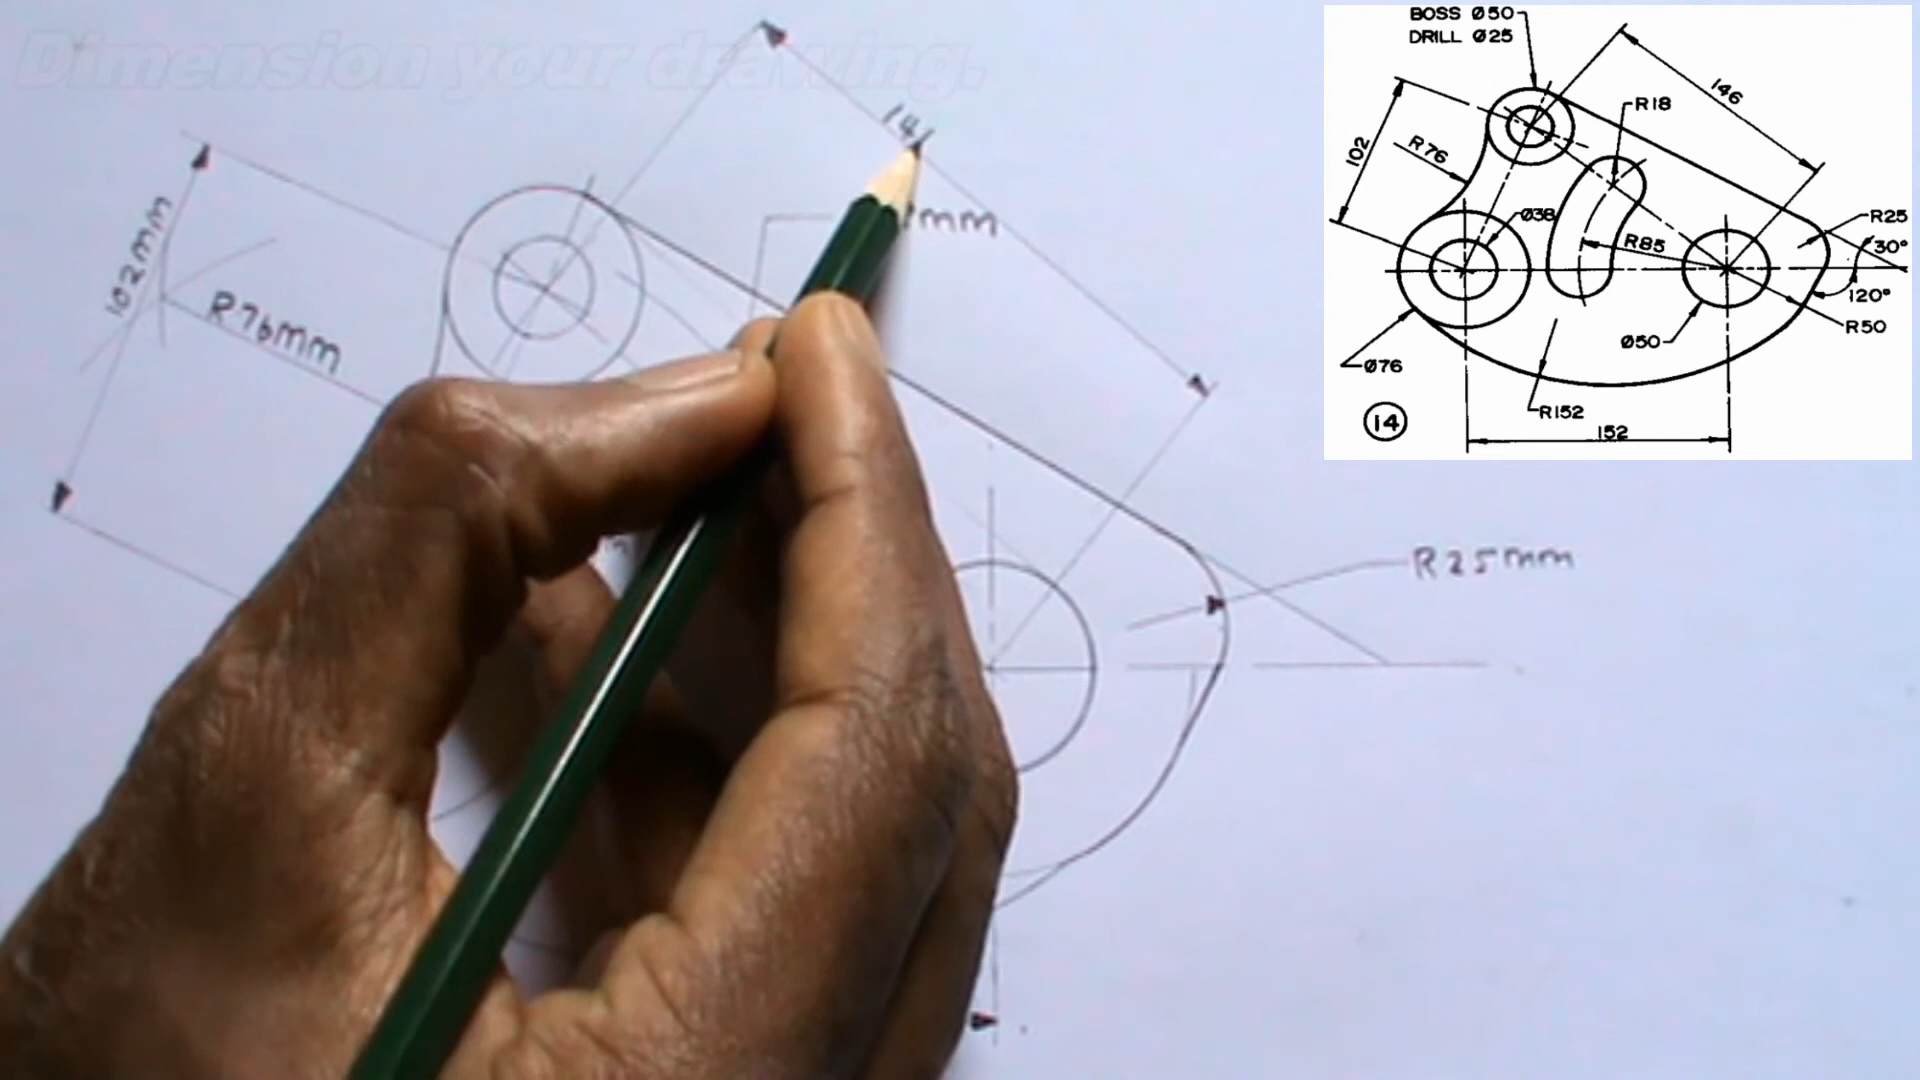 Dimension your drawing.
102mm
R76mm
14
mm
R25mm
BOSS Ø50
DRILL Ø25
146
R18
102
R76
Ø38
R85
R25
30°
120°
R50
Ø50
Ø76
R152
14
152